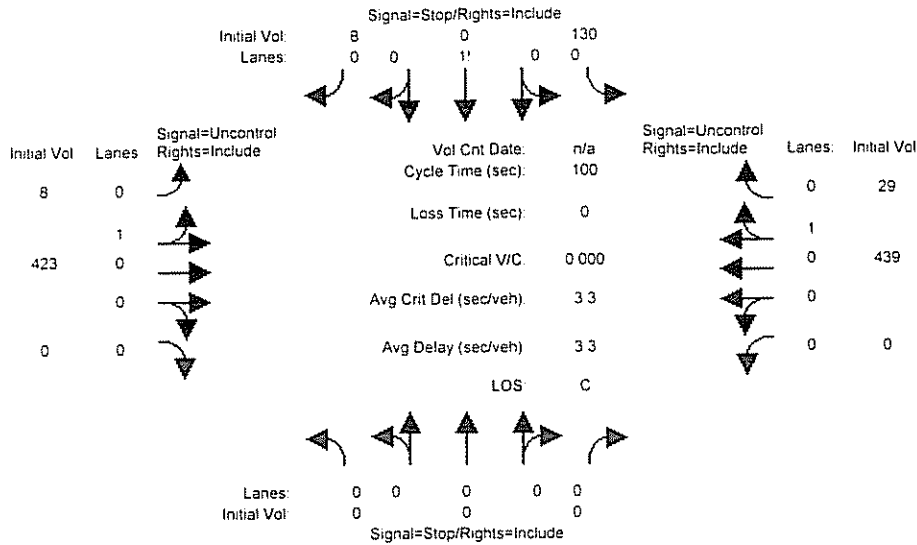 Signal=Stop/Rights=Include
Initial Vol: 8 0 130
Lanes: 0 0 1! 0 0
Signal=Uncontrol
Rights=Include
Initial Vol Lanes
Vol Cnt Date: n/a
Cycle Time (sec): 100
Signal=Uncontrol
Rights=Include
Lanes: Initial Vol
8 0
0 29
Loss Time (sec): 0
1
1
423 0
Critical V/C: 0 000
0 439
0
Avg Crit Del (sec/veh): 3 3
0
0 0
Avg Delay (sec/veh) 3 3
0 0
LOS: C
Lanes: 0 0 0 0 0
Initial Vol: 0 0 0
Signal=Stop/Rights=Include